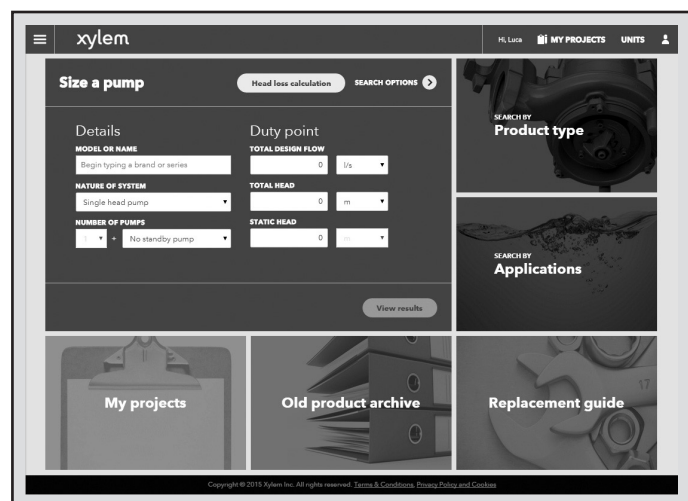 xylem
Hi, Luca
MY PROJECTS
UNITS
Size a pump
Head loss calculation
SEARCH OPTIONS
Details
MODEL OR NAME
Begin typing a brand or series
NATURE OF SYSTEM
Single head pump
NUMBER OF PUMPS
1 + No standby pump
Duty point
TOTAL DESIGN FLOW
0 l/s
TOTAL HEAD
0 m
STATIC HEAD
0 m
View results
SEARCH BY
Product type
SEARCH BY
Applications
My projects
Old product archive
Replacement guide
17
Copyright © 2015 Xylem Inc. All rights reserved. Terms & Conditions, Privacy Policy and Cookies